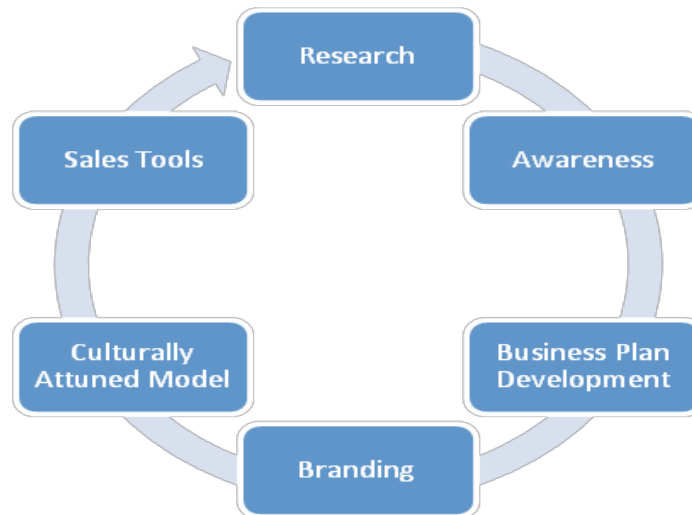 Research
Awareness
Business Plan
Development
Branding
Culturally
Attuned Model
Sales Tools